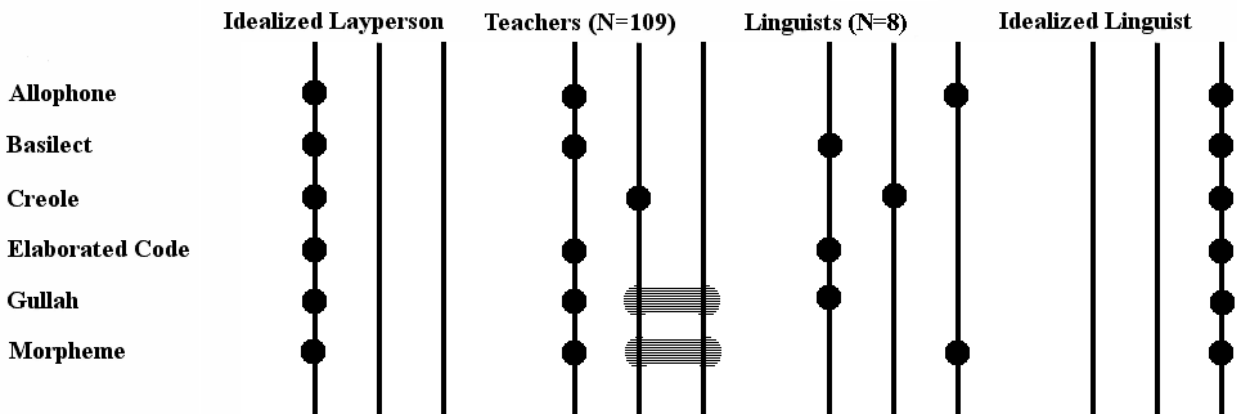 Idealized Layperson Teachers (N=109) Linguists (N=8) Idealized Linguist
Allophone
Basilect
Creole
Elaborated Code
Gullah
Morpheme